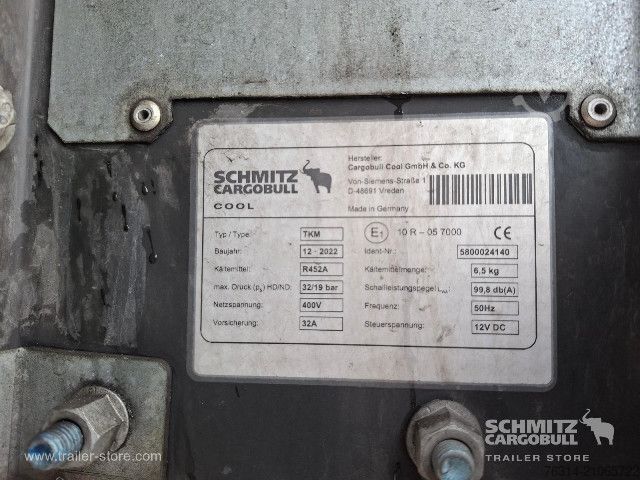 SCHMITZ
CARGOBULL
COOL
Hersteller:
Cargobull Cool GmbH & Co. KG
Von-Siemens-Straße 1
D-48691 Vreden
Made in Germany
Typ / Type: TKM E1 10 R – 05 7000 CE
Baujahr: 12 - 2022 Ident-Nr.: 5800024140
Kältemittel: R452A Kältemittelmenge: 6,5 kg
max. Druck (ps) HD/ND: 32/19 bar Schallleistungspegel LWA: 99,8 db(A)
Netzspannung: 400V Frequenz: 50Hz
Vorsicherung: 32A Steuerspannung: 12V DC
SCHMITZ
CARGOBULL
TRAILER STORE
www.trailer-store.com